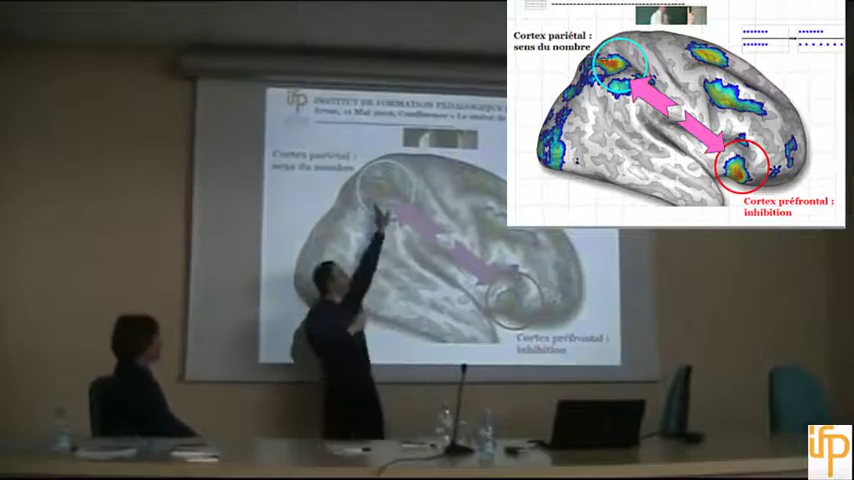 Cortex pariétal :
sens du nombre
Cortex préfrontal :
inhibition
ifp
INSTITUT DE FORMATION PÉDAGOGIQUE
Cortex pariétal :
sens du nombre
Cortex préfrontal :
inhibition
ifp